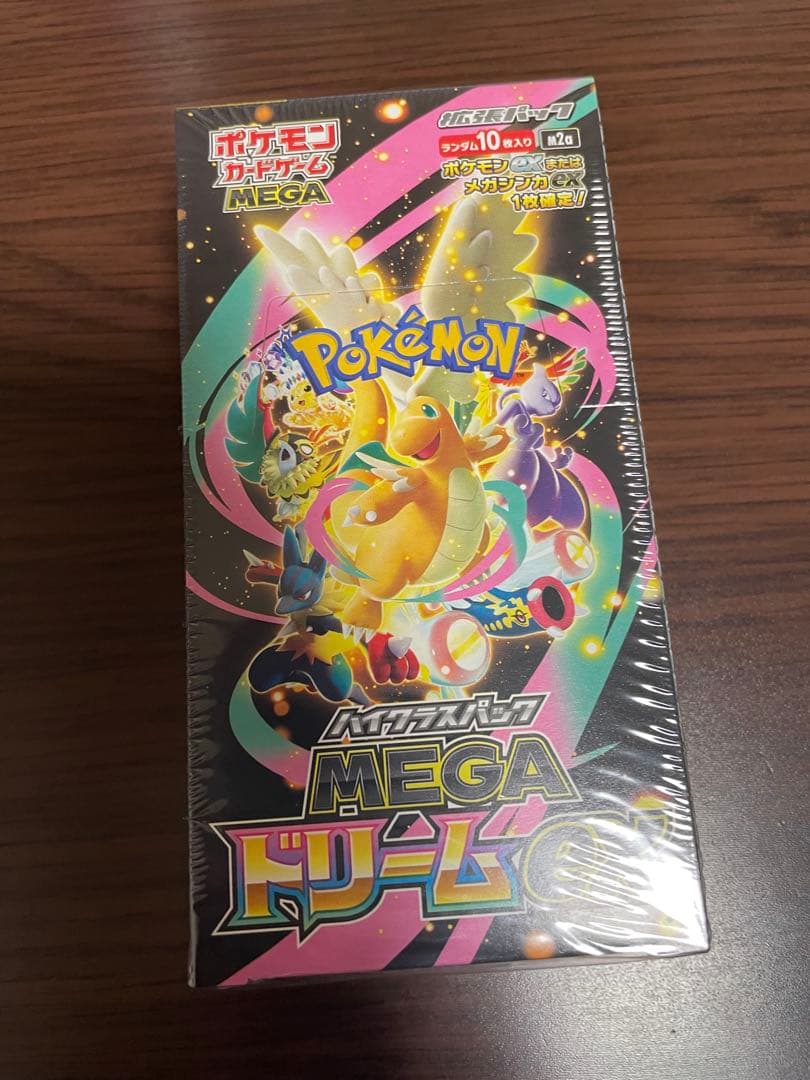 ポケモン
カードゲーム
MEGA
拡張パック
ランダム10枚入り M2a
ポケモンexまたは
メガシンカex
1枚確定!
POKéMON
ハイクラスパック
MEGA
ドリームex